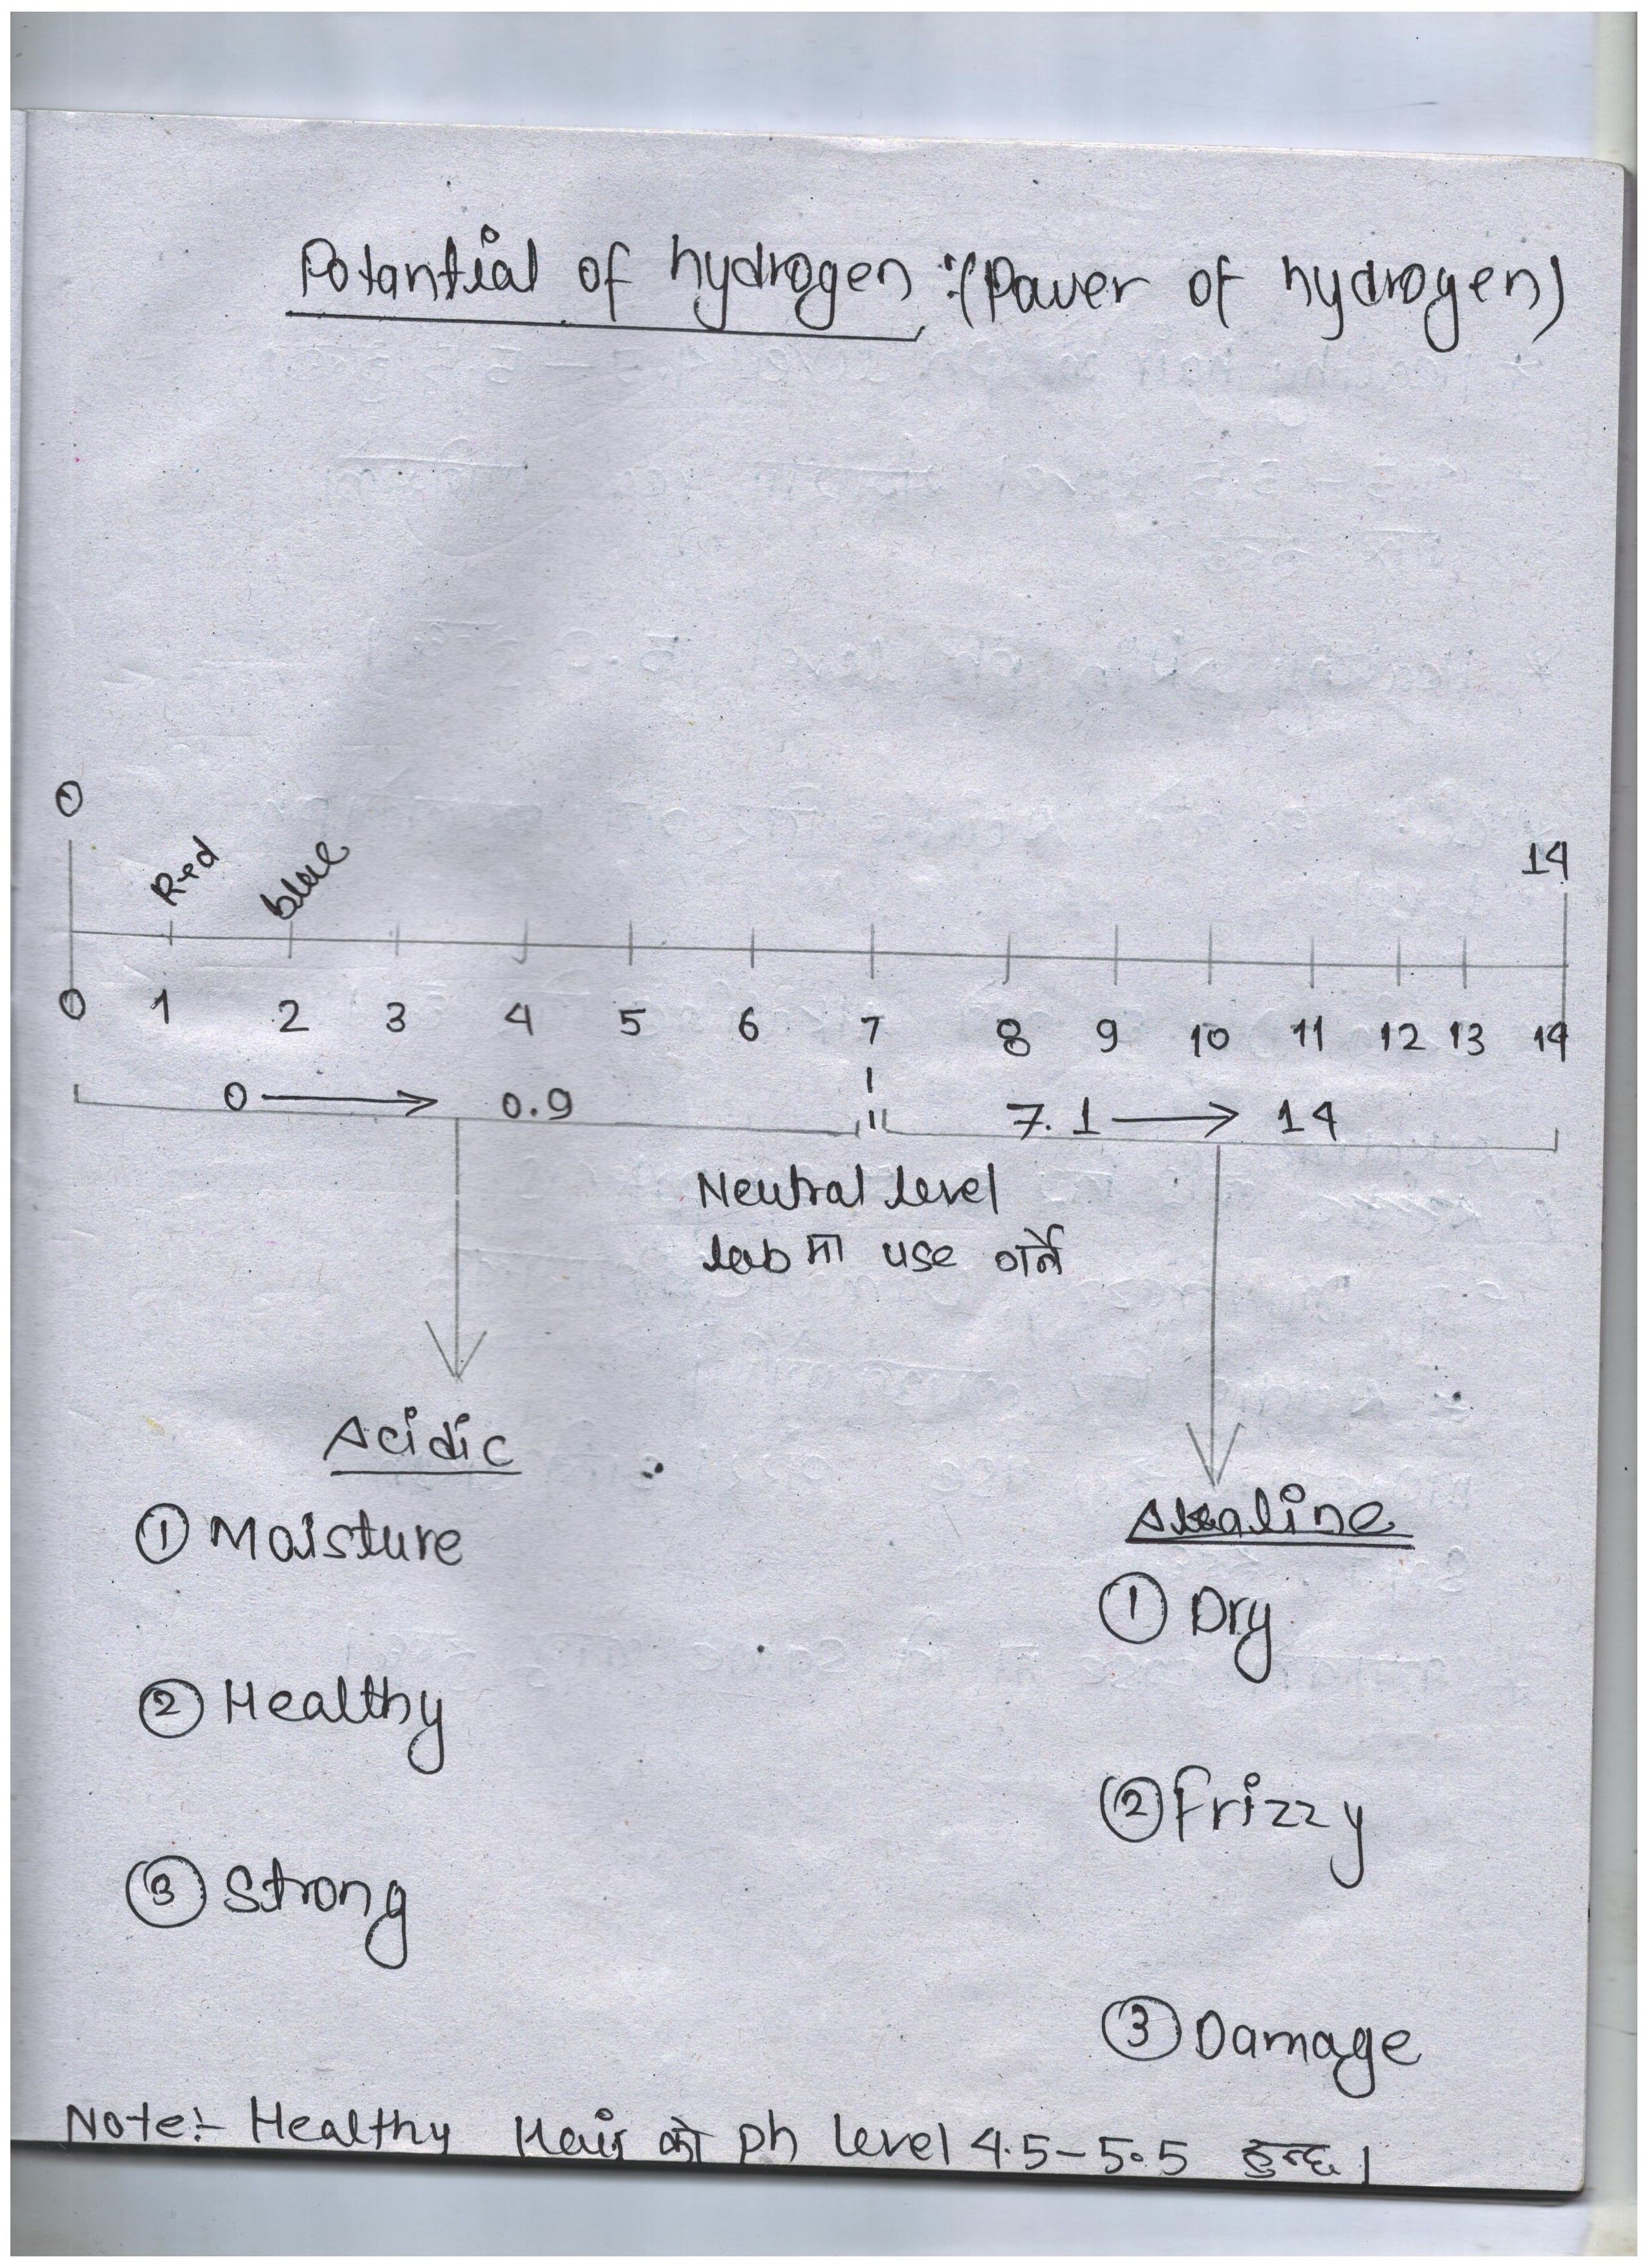 Potantial of hydrogen :(Pawer of hydrogen)
0
Red blue 14
0 1 2 3 4 5 6 7 8 9 10 11 12 13 14
0 → 0.9 7.1 → 14
Neutral level
lab मा use गर्ने
Acidic
① Moisture
② Healthy
③ Strong
Alkaline
① Dry
② Frizzy
③ Damage
Note:- Healthy Hair को ph level 4.5-5.5 हुन्छ।